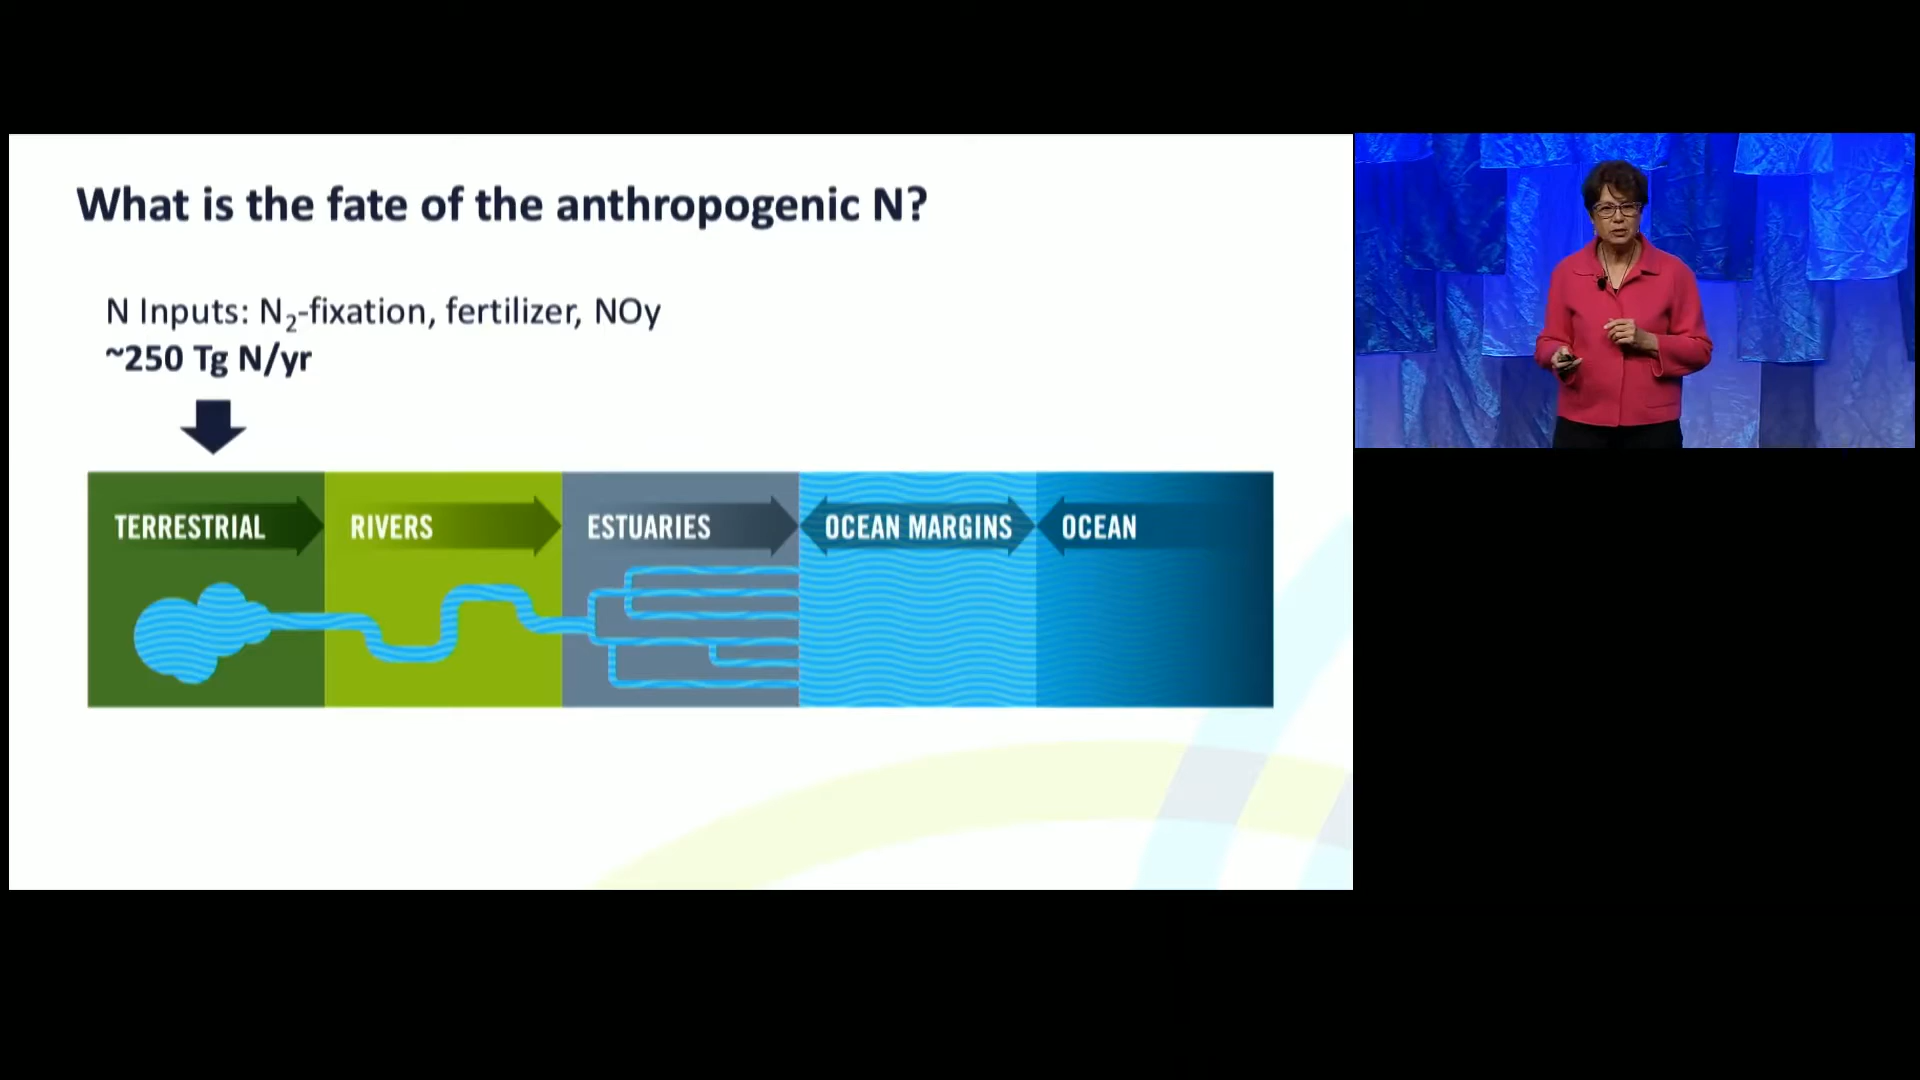 What is the fate of the anthropogenic N?
N Inputs: N₂-fixation, fertilizer, NOy
~250 Tg N/yr
TERRESTRIAL
RIVERS
ESTUARIES
OCEAN MARGINS
OCEAN